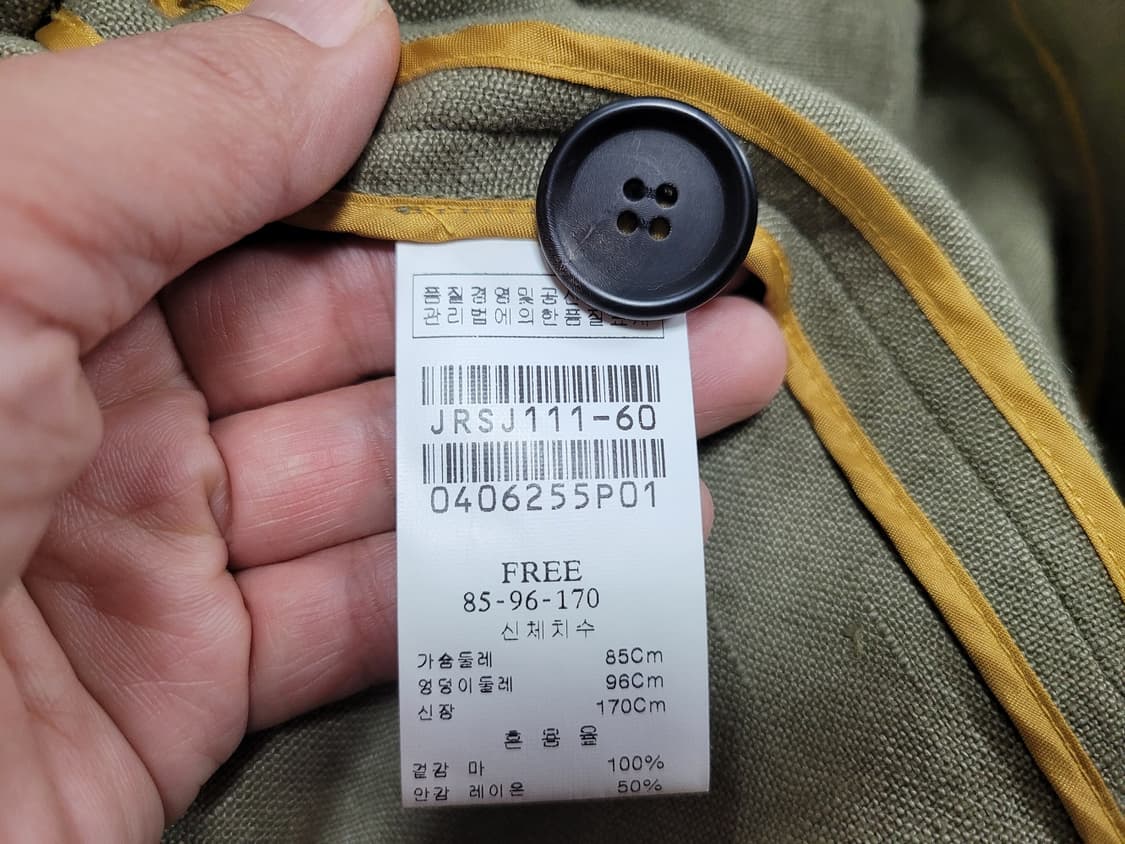 품질경영및공산
관리법에의한품질표시
JRSJ111-60
0406255P01
FREE
85-96-170
신체치수
가슴둘레 85Cm
엉덩이둘레 96Cm
신장 170Cm
혼용율
겉감 마 100%
안감 레이온 50%